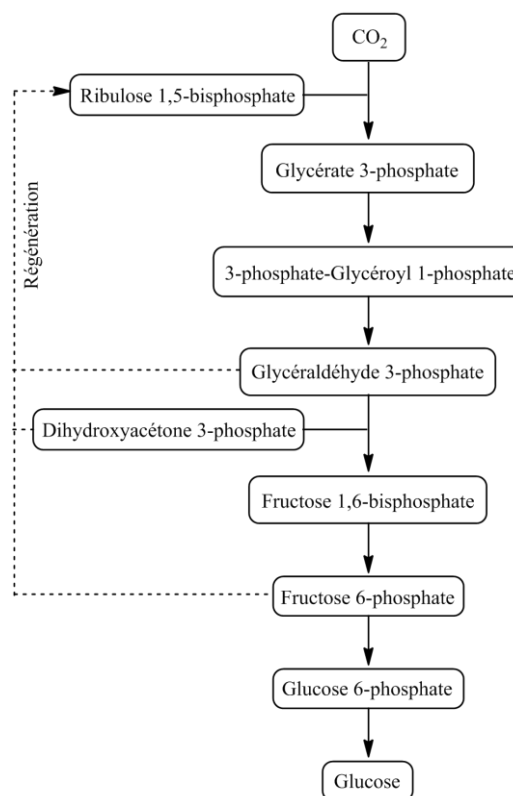 CO₂
Ribulose 1,5-bisphosphate
Glycérate 3-phosphate
Régénération
3-phosphate-Glycéroyl 1-phosphate
Glycéraldéhyde 3-phosphate
Dihydroxyacétone 3-phosphate
Fructose 1,6-bisphosphate
Fructose 6-phosphate
Glucose 6-phosphate
Glucose